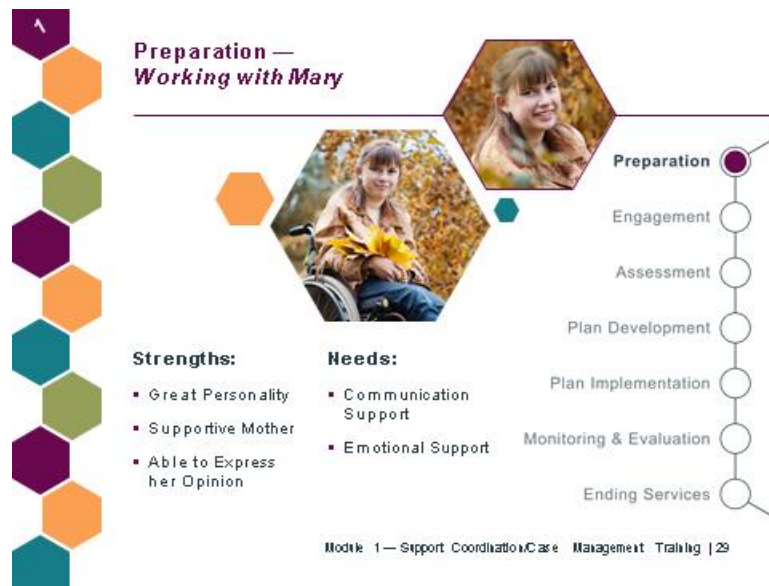 1
Preparation —
Working with Mary
Preparation
Engagement
Assessment
Plan Development
Plan Implementation
Monitoring & Evaluation
Ending Services
Strengths:
▪ Great Personality
▪ Supportive Mother
▪ Able to Express
her Opinion
Needs:
▪ Communication
Support
▪ Emotional Support
Module 1 — Support Coordination/Case Management Training | 29